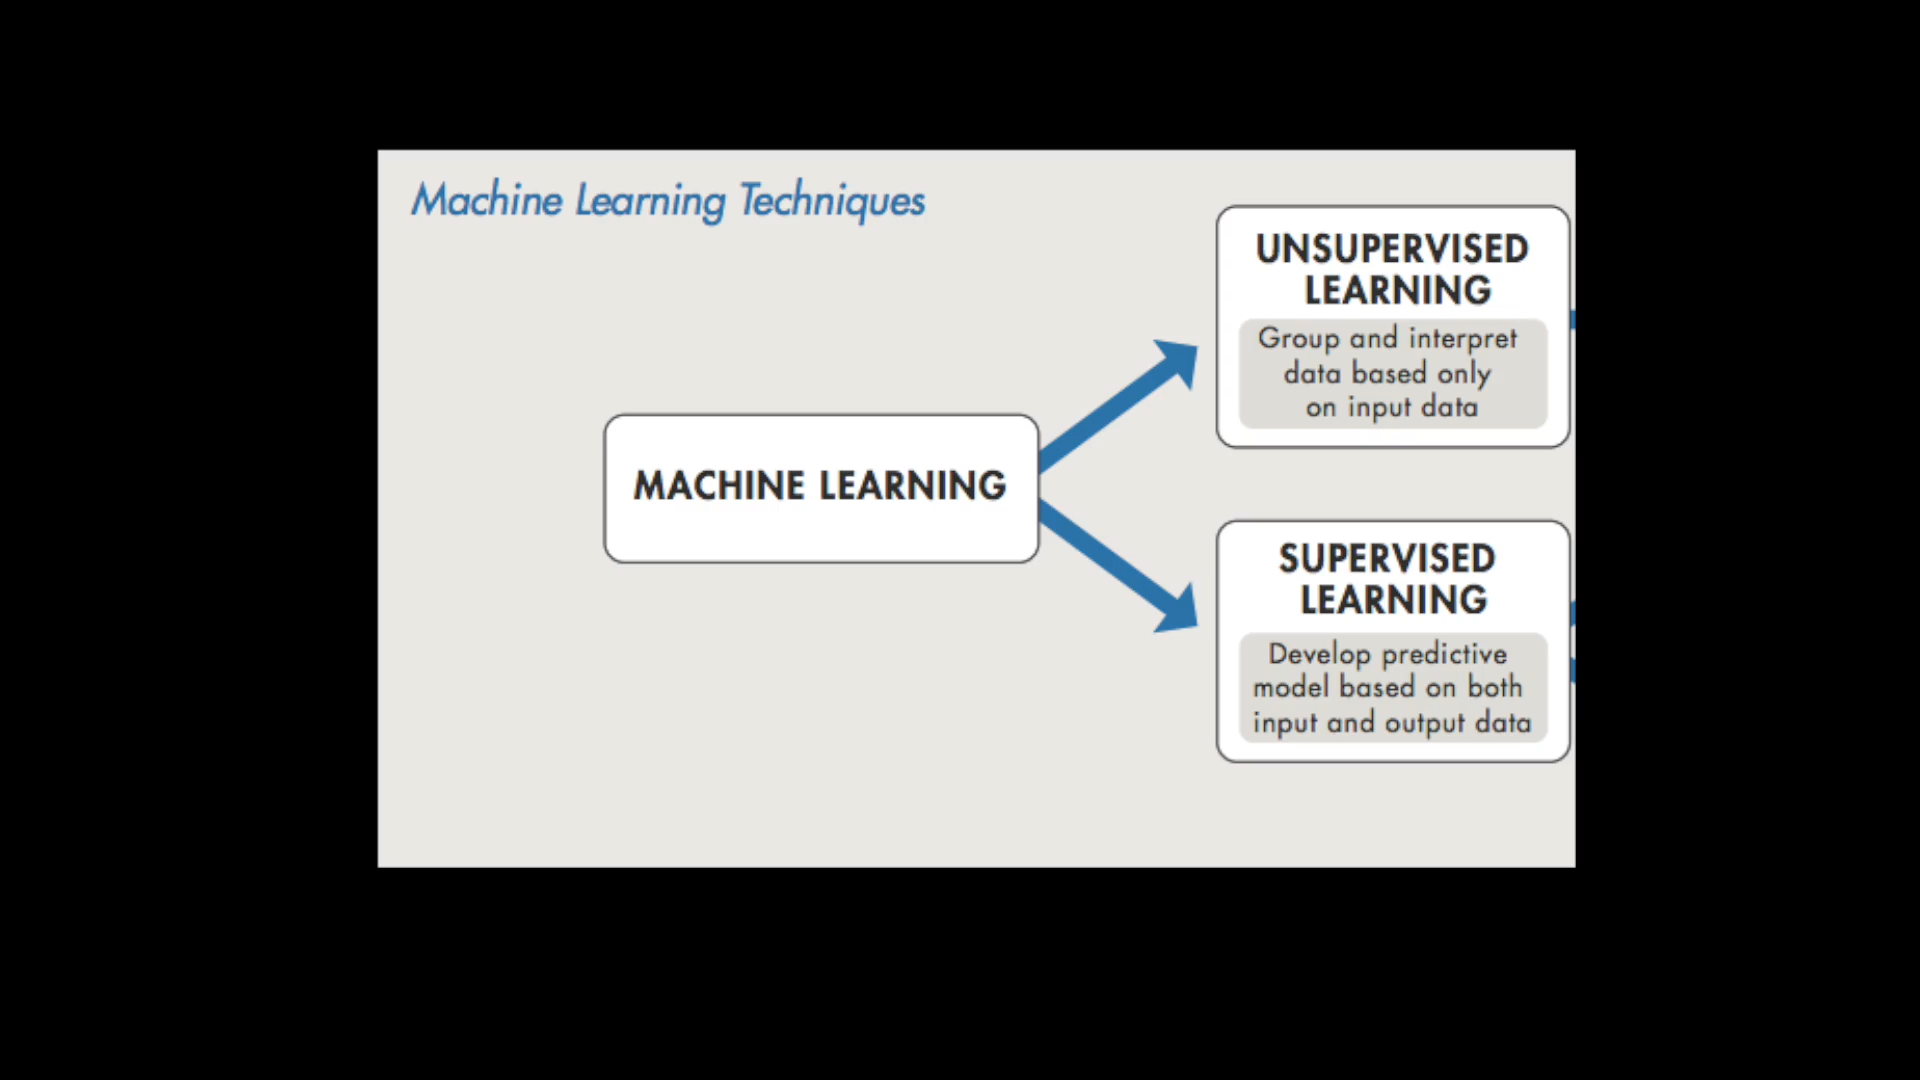 Machine Learning Techniques
UNSUPERVISED
LEARNING
Group and interpret
data based only
on input data
MACHINE LEARNING
SUPERVISED
LEARNING
Develop predictive
model based on both
input and output data